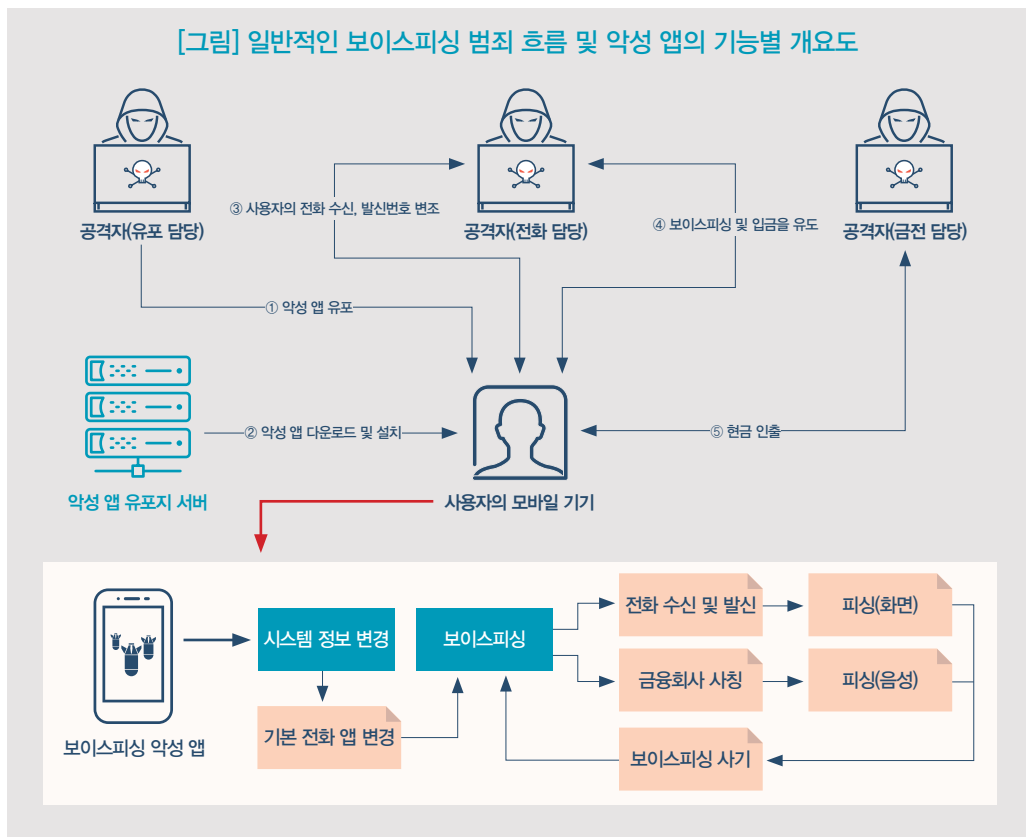 [그림] 일반적인 보이스피싱 범죄 흐름 및 악성 앱의 기능별 개요도
공격자(유포 담당)
공격자(전화 담당)
공격자(금전 담당)
③ 사용자의 전화 수신, 발신번호 변조
④ 보이스피싱 및 입금을 유도
① 악성 앱 유포
② 악성 앱 다운로드 및 설치
⑤ 현금 인출
악성 앱 유포지 서버
사용자의 모바일 기기
시스템 정보 변경
보이스피싱
전화 수신 및 발신
피싱(화면)
금융회사 사칭
피싱(음성)
기본 전화 앱 변경
보이스피싱 사기
보이스피싱 악성 앱